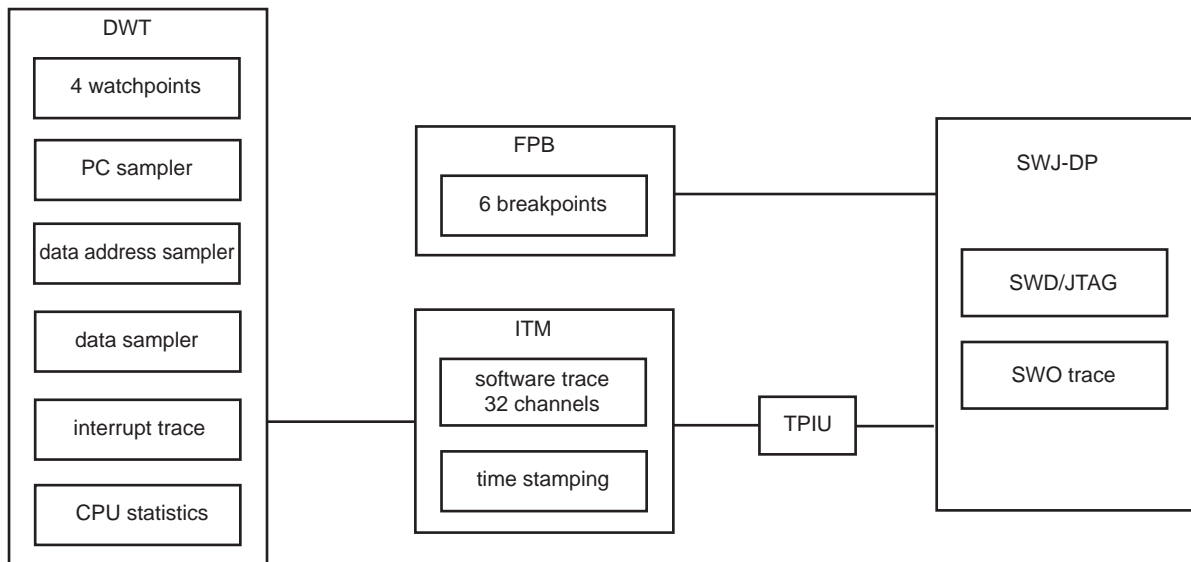 DWT
4 watchpoints
PC sampler
data address sampler
data sampler
interrupt trace
CPU statistics
FPB
6 breakpoints
ITM
software trace
32 channels
time stamping
TPIU
SWJ-DP
SWD/JTAG
SWO trace